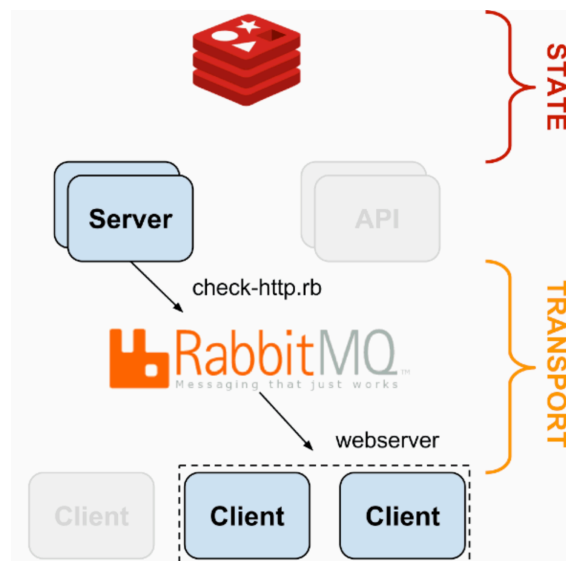 STATE
Server
API
check-http.rb
RabbitMQ
Messaging that just works
TRANSPORT
webserver
Client
Client
Client